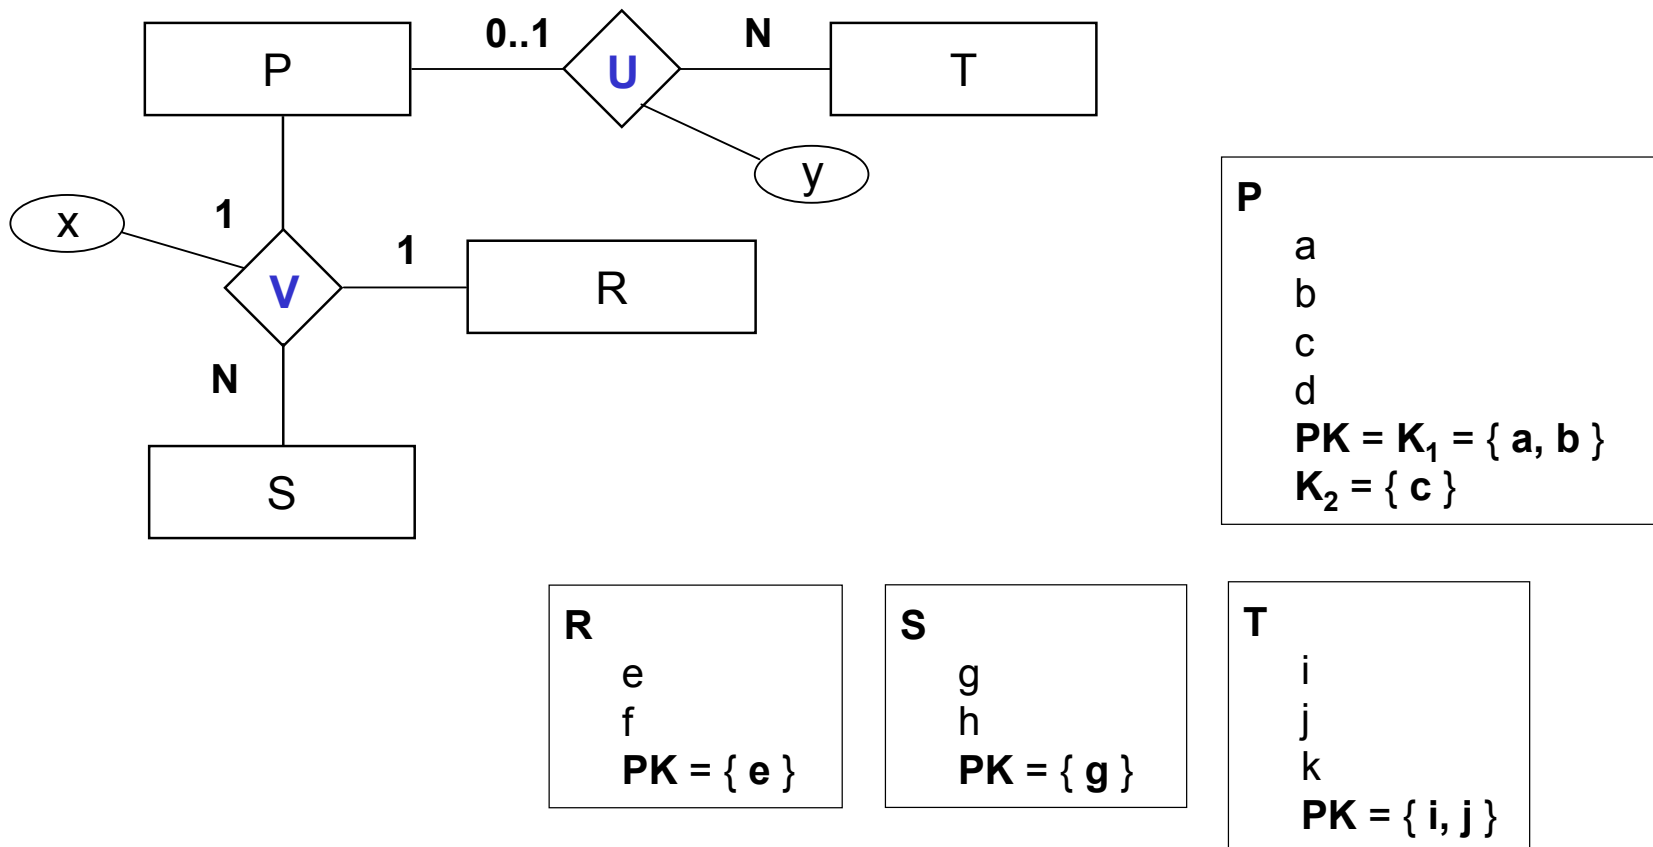 P
0..1
U
N
T
y
x
1
V
1
R
N
S
P
a
b
c
d
PK = K₁ = { a, b }
K₂ = { c }
R
e
f
PK = { e }
S
g
h
PK = { g }
T
i
j
k
PK = { i, j }